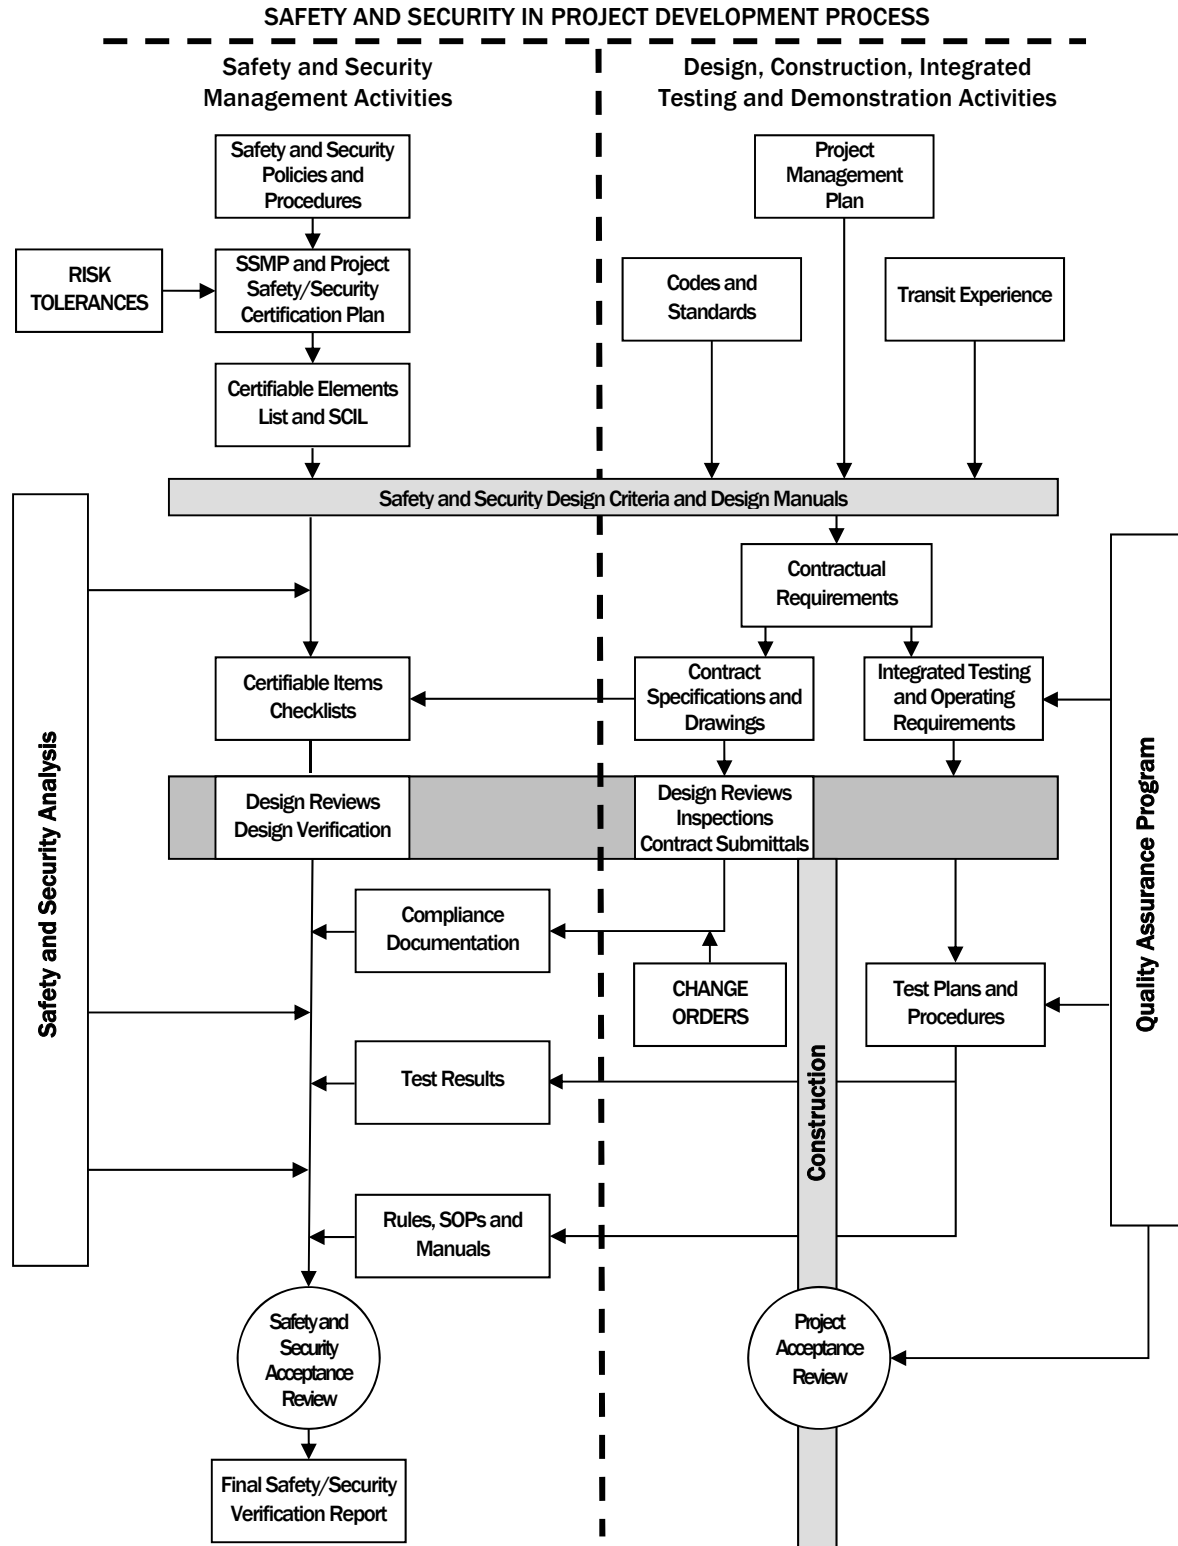 SAFETY AND SECURITY IN PROJECT DEVELOPMENT PROCESS
Safety and Security
Management Activities
Design, Construction, Integrated
Testing and Demonstration Activities
Safety and Security
Policies and
Procedures
Project
Management
Plan
RISK
TOLERANCES
SSMP and Project
Safety/Security
Certification Plan
Codes and
Standards
Transit Experience
Certifiable Elements
List and SCIL
Safety and Security Design Criteria and Design Manuals
Contractual
Requirements
Certifiable Items
Checklists
Contract
Specifications and
Drawings
Integrated Testing
and Operating
Requirements
Safety and Security Analysis
Quality Assurance Program
Design Reviews
Design Verification
Design Reviews
Inspections
Contract Submittals
Compliance
Documentation
CHANGE
ORDERS
Test Plans and
Procedures
Construction
Test Results
Rules, SOPs and
Manuals
Safety and
Security
Acceptance
Review
Project
Acceptance
Review
Final Safety/Security
Verification Report